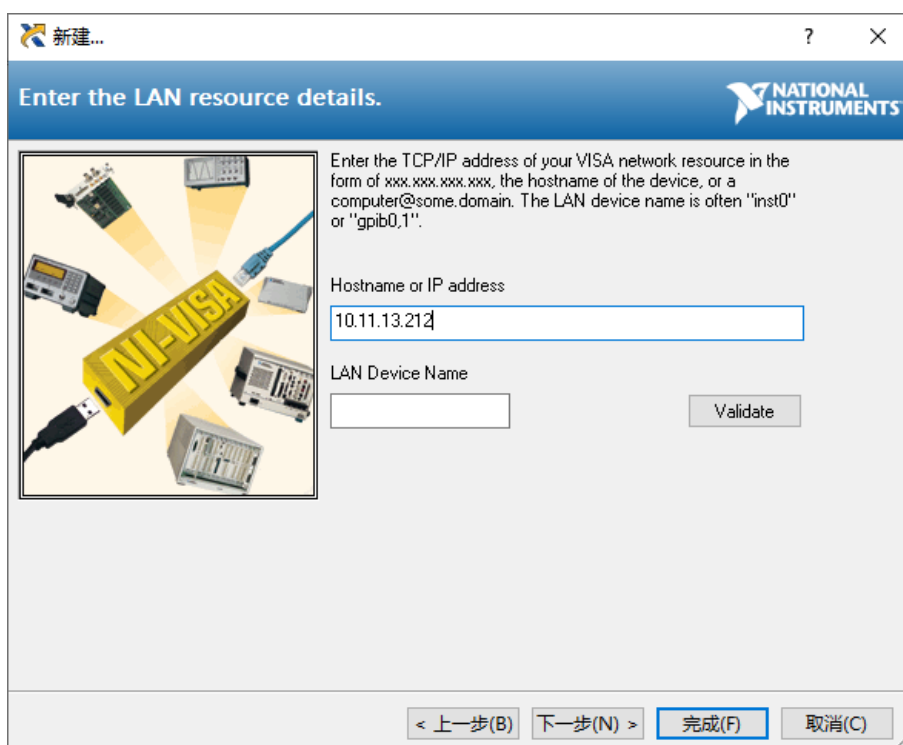 新建...
?
Enter the LAN resource details.
NATIONAL
INSTRUMENTS
Enter the TCP/IP address of your VISA network resource in the
form of xxx.xxx.xxx.xxx, the hostname of the device, or a
computer@some.domain. The LAN device name is often "inst0"
or "gpib0,1".
NI-VISA
Hostname or IP address
10.11.13.212
LAN Device Name
Validate
< 上一步(B) 下一步(N) > 完成(F) 取消(C)